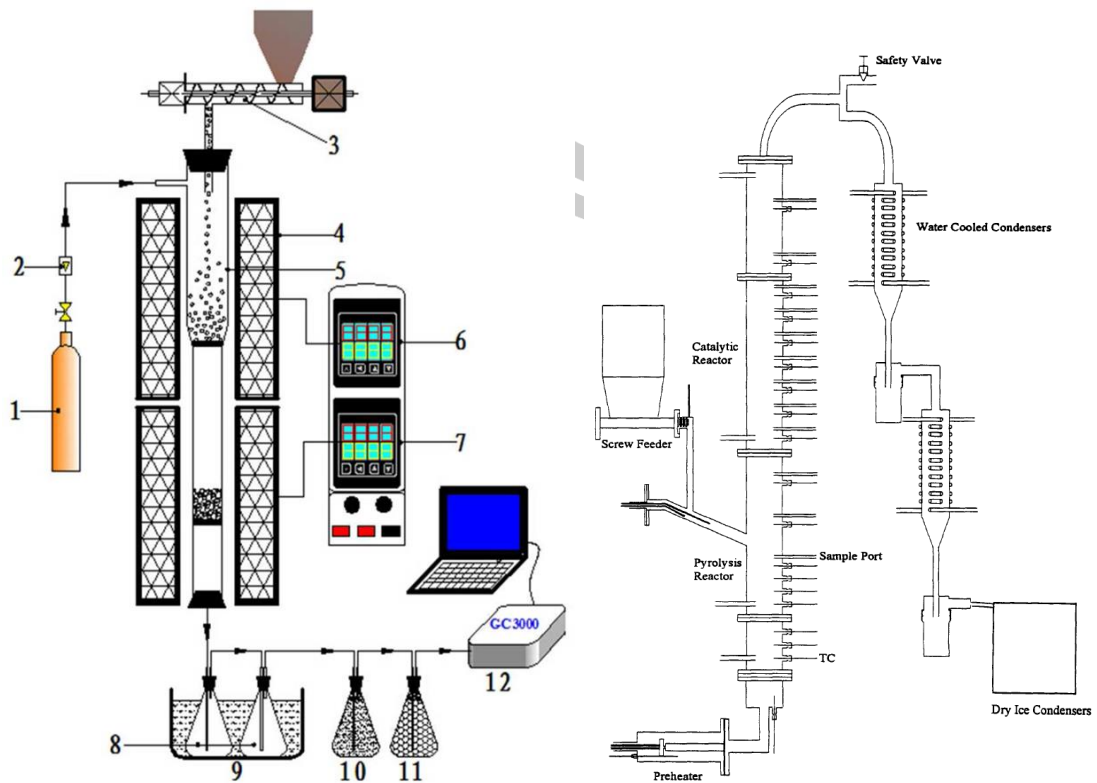 3
4
2
5
6
1
7
GC3000
12
8
9
10
11
Safety Valve
Water Cooled Condensers
Catalytic
Reactor
Screw Feeder
Pyrolysis
Reactor
Sample Port
TC
Dry Ice Condensers
Preheater